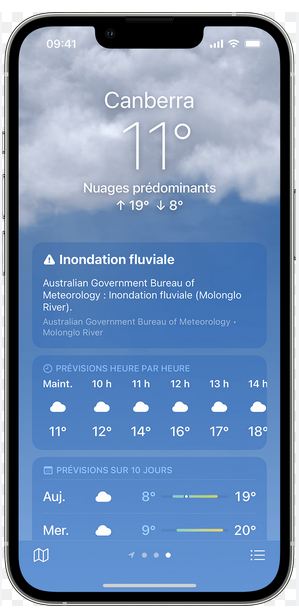 09:41
Canberra
11°
Nuages prédominants
↑ 19° ↓ 8°
Inondation fluviale
Australian Government Bureau of
Meteorology : Inondation fluviale (Molonglo
River).
Australian Government Bureau of Meteorology •
Molonglo River
PRÉVISIONS HEURE PAR HEURE
Maint. 10 h 11 h 12 h 13 h 14 h
11° 12° 14° 16° 17° 18°
PRÉVISIONS SUR 10 JOURS
Auj. 8° 19°
Mer. 9° 20°